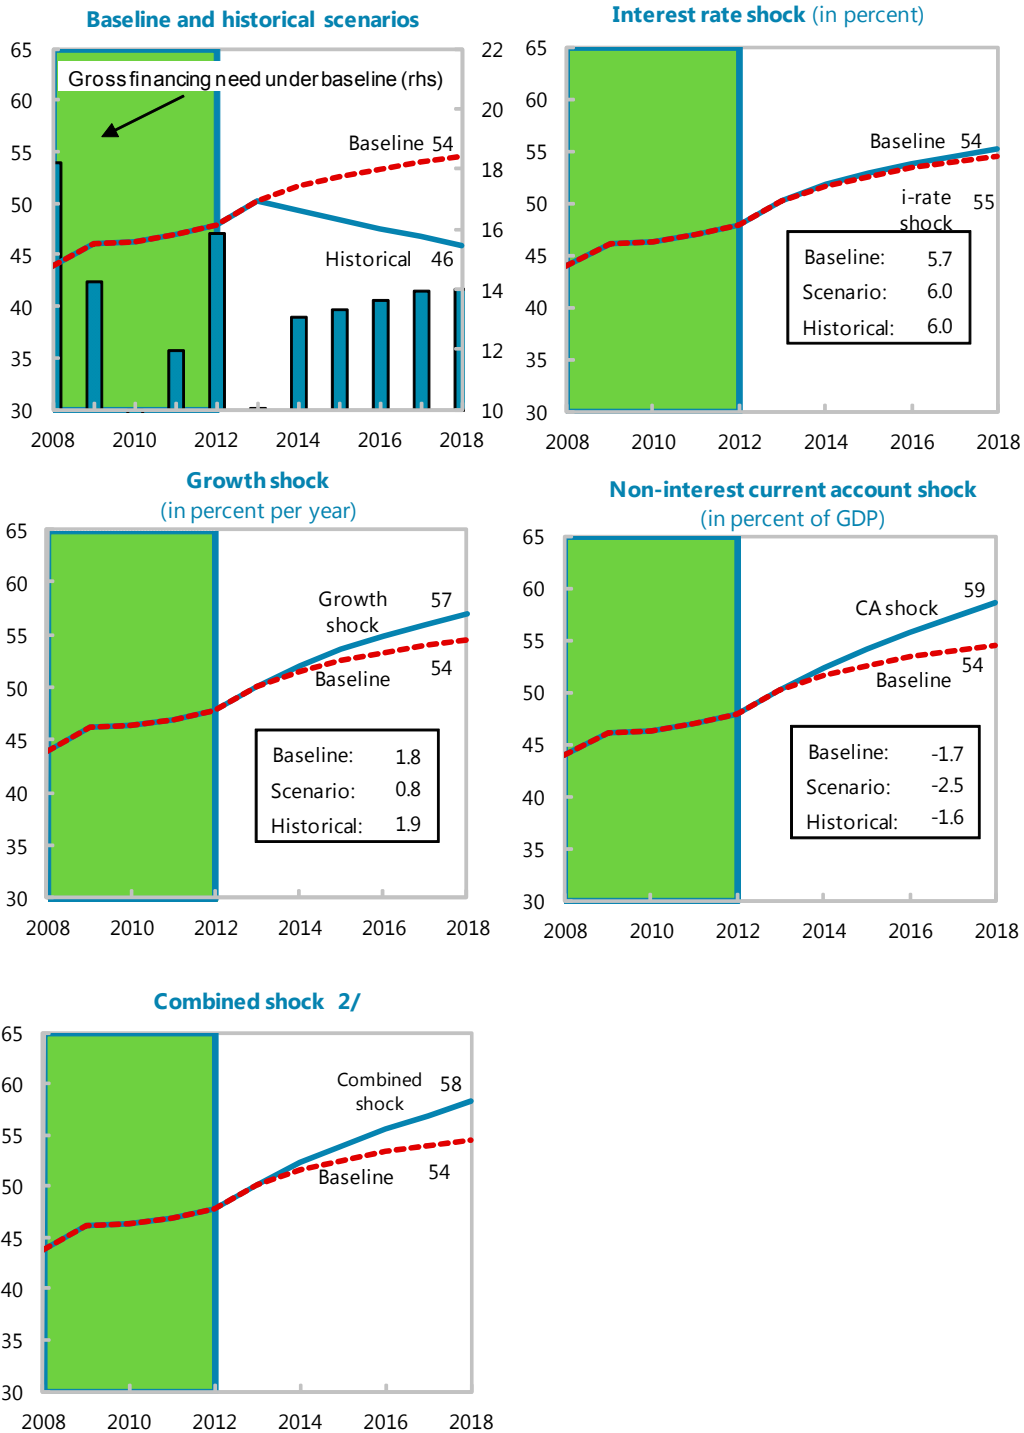 Baseline and historical scenarios
65
60
55
50
45
40
35
30
22
20
18
16
14
12
10
Gross financing need under baseline (rhs)
Baseline 54
Historical 46
2008 2010 2012 2014 2016 2018
Interest rate shock (in percent)
65
60
55
50
45
40
35
30
Baseline 54
i-rate
shock 55
Baseline: 5.7
Scenario: 6.0
Historical: 6.0
2008 2010 2012 2014 2016 2018
Growth shock
(in percent per year)
65
60
55
50
45
40
35
30
Growth
shock 57
Baseline 54
Baseline: 1.8
Scenario: 0.8
Historical: 1.9
2008 2010 2012 2014 2016 2018
Non-interest current account shock
(in percent of GDP)
65
60
55
50
45
40
35
30
CA shock 59
Baseline 54
Baseline: -1.7
Scenario: -2.5
Historical: -1.6
2008 2010 2012 2014 2016 2018
Combined shock 2/
65
60
55
50
45
40
35
30
Combined
shock 58
Baseline 54
2008 2010 2012 2014 2016 2018